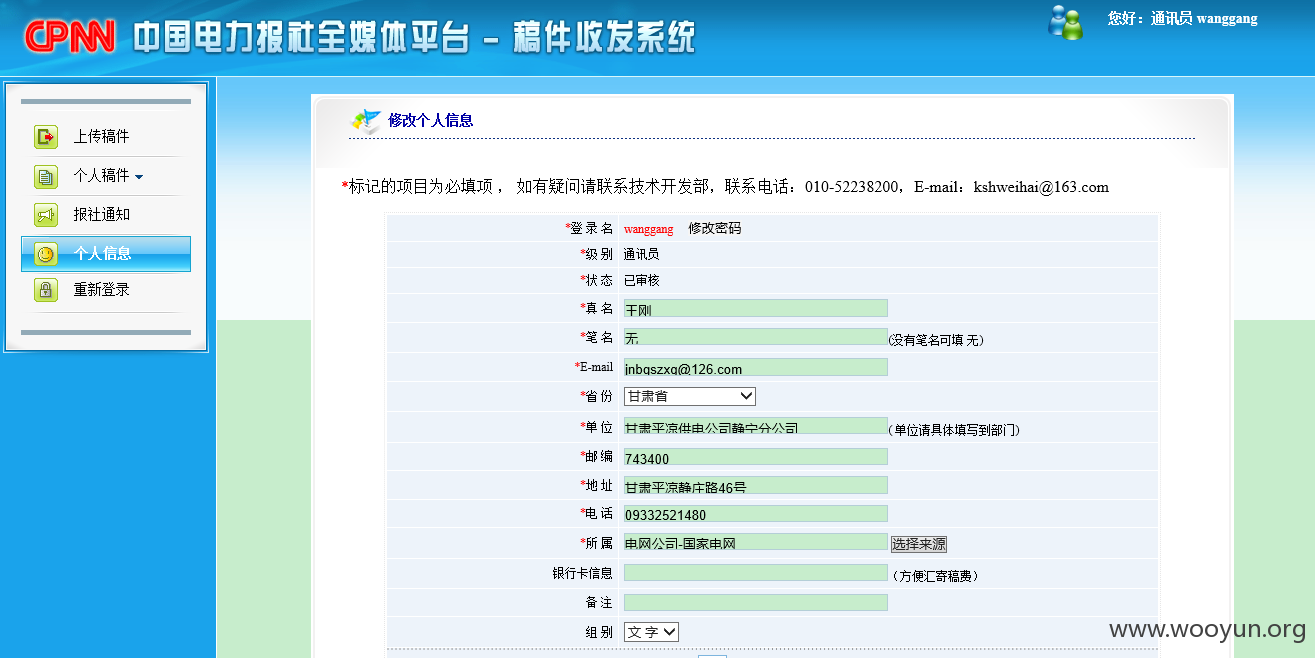 CPNN 中国电力报社全媒体平台 - 稿件收发系统
您好：通讯员 wanggang
上传稿件
个人稿件
报社通知
个人信息
重新登录
修改个人信息
*标记的项目为必填项 ， 如有疑问请联系技术开发部，联系电话：010-52238200，E-mail：kshweihai@163.com
*登 录 名 wanggang 修改密码
*级 别 通讯员
*状 态 已审核
*真 名 王刚
*笔 名 无 (没有笔名可填 无)
*E-mail jnbgszxg@126.com
*省 份 甘肃省
*单 位 甘肃平凉供电公司静宁分公司 (单位请具体填写到部门)
*邮 编 743400
*地 址 甘肃平凉静庄路46号
*电 话 09332521480
*所 属 电网公司-国家电网 选择来源
银行卡信息 (方便汇寄稿费)
备 注
组 别 文 字
www.wooyun.org